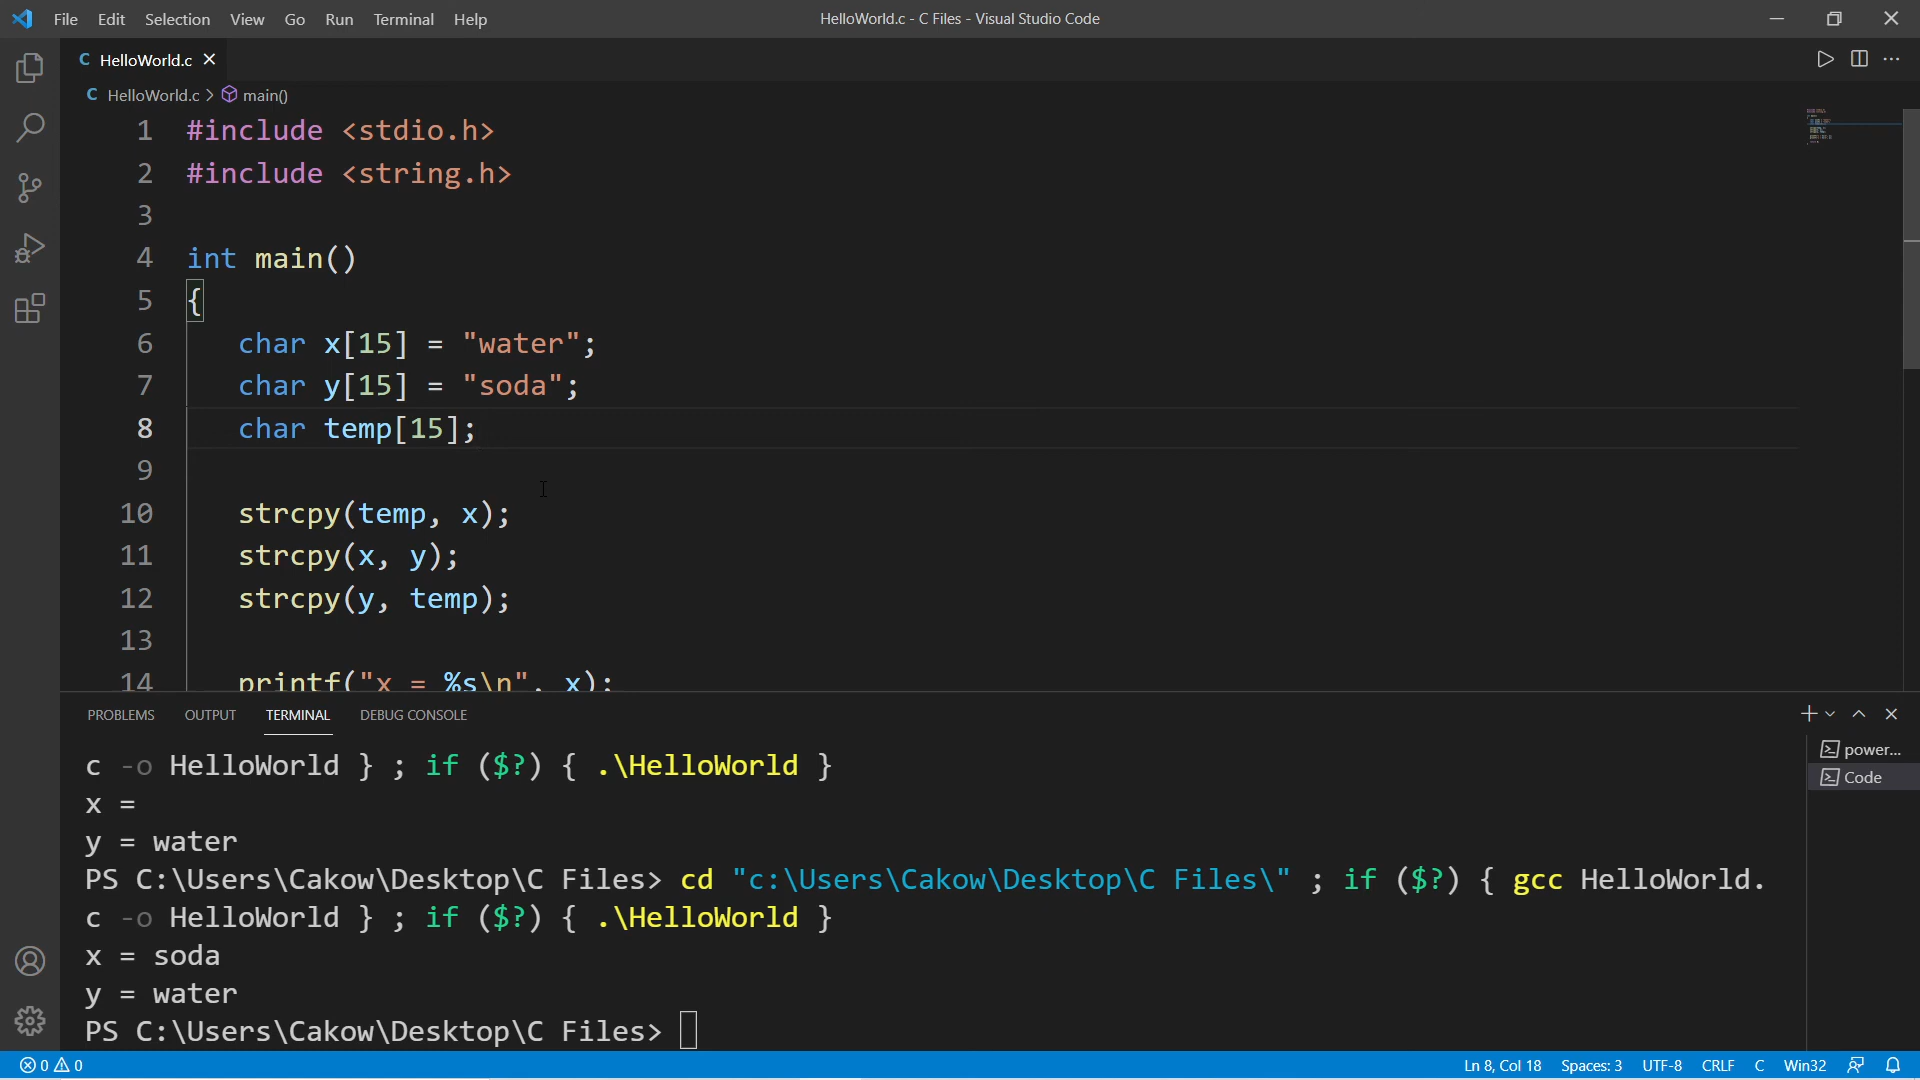 File Edit Selection View Go Run Terminal Help
HelloWorld.c - C Files - Visual Studio Code
C HelloWorld.c
C HelloWorld.c > main()
1 #include <stdio.h>
2 #include <string.h>
3
4 int main()
5 {
6 char x[15] = "water";
7 char y[15] = "soda";
8 char temp[15];
9
10 strcpy(temp, x);
11 strcpy(x, y);
12 strcpy(y, temp);
13
14 printf("x = %s\n", x);
PROBLEMS OUTPUT TERMINAL DEBUG CONSOLE
c -o HelloWorld } ; if ($?) { .\HelloWorld }
x =
y = water
PS C:\Users\Cakow\Desktop\C Files> cd "c:\Users\Cakow\Desktop\C Files\" ; if ($?) { gcc HelloWorld.
c -o HelloWorld } ; if ($?) { .\HelloWorld }
x = soda
y = water
PS C:\Users\Cakow\Desktop\C Files>
power...
Code
0 0
Ln 8, Col 18 Spaces: 3 UTF-8 CRLF C Win32